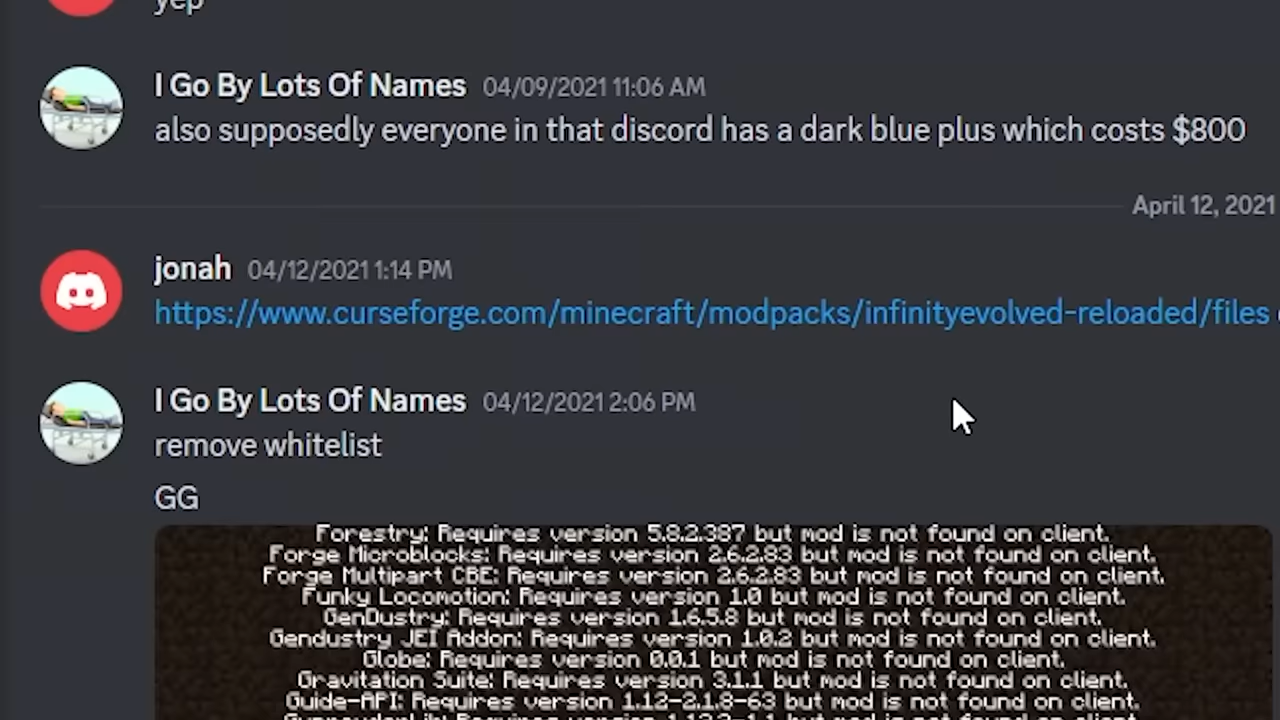 yep
I Go By Lots Of Names 04/09/2021 11:06 AM
also supposedly everyone in that discord has a dark blue plus which costs $800
April 12, 2021
jonah 04/12/2021 1:14 PM
https://www.curseforge.com/minecraft/modpacks/infinityevolved-reloaded/files
I Go By Lots Of Names 04/12/2021 2:06 PM
remove whitelist
GG
Forestry: Requires version 5.8.2.387 but mod is not found on client.
Forge Microblocks: Requires version 2.6.2.83 but mod is not found on client.
Forge Multipart CBE: Requires version 2.6.2.83 but mod is not found on client.
Funky Locomotion: Requires version 1.0 but mod is not found on client.
GenDustry: Requires version 1.6.5.8 but mod is not found on client.
Gendustry JEI Addon: Requires version 1.0.2 but mod is not found on client.
Globe: Requires version 0.0.1 but mod is not found on client.
Gravitation Suite: Requires version 3.1.1 but mod is not found on client.
Guide-API: Requires version 1.12-2.1.8-63 but mod is not found on client.